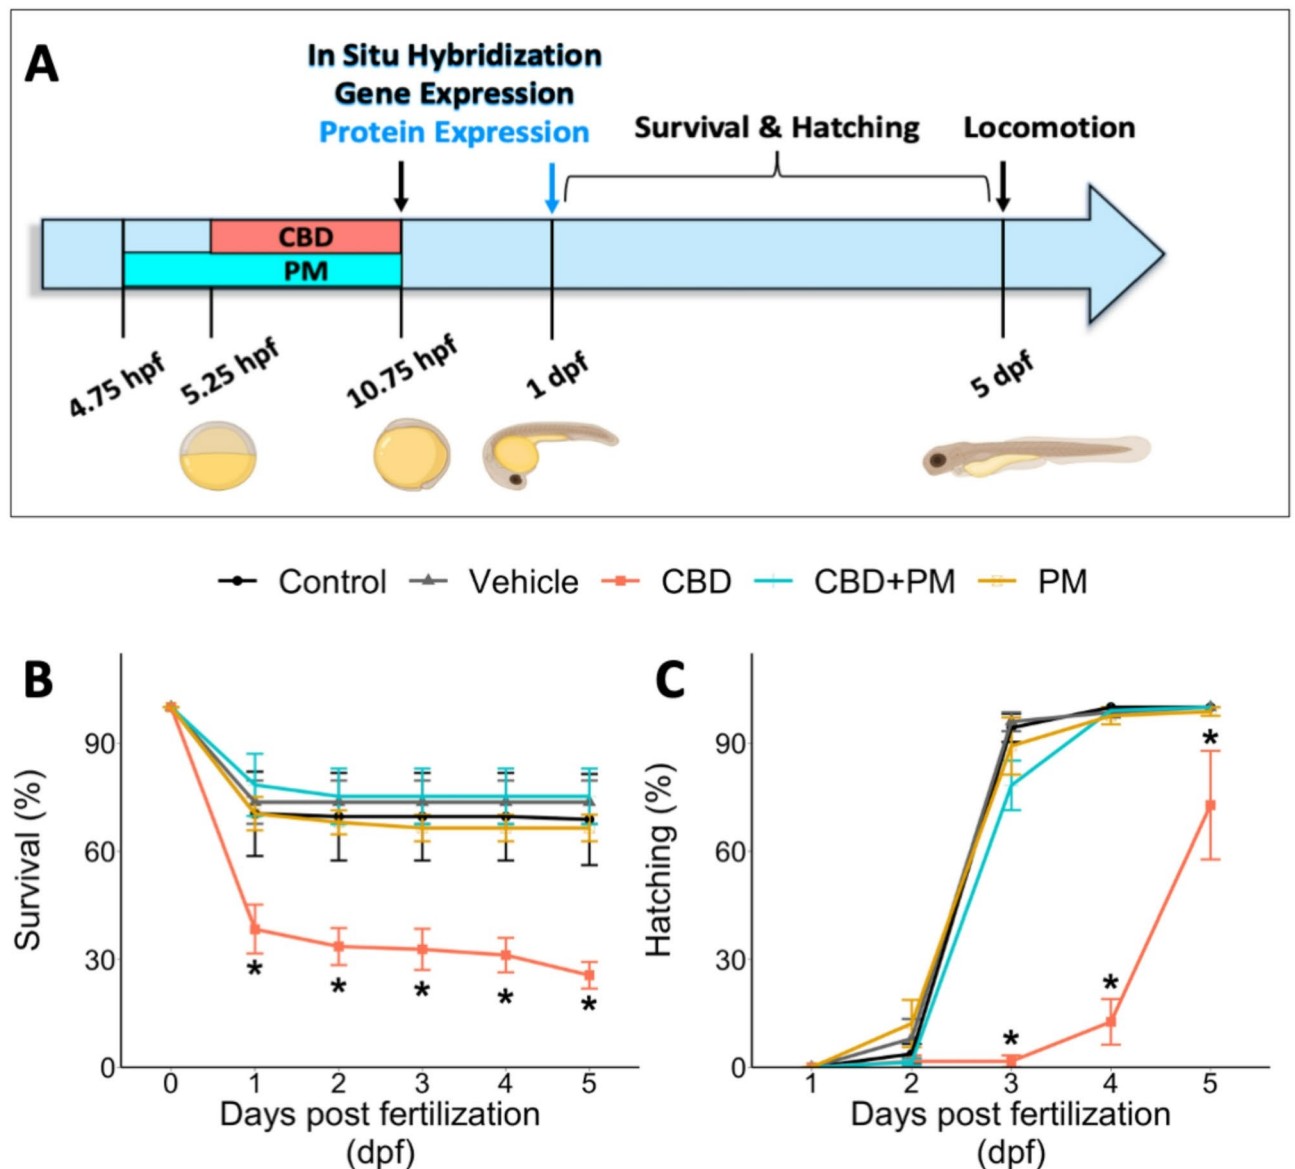 A
In Situ Hybridization
Gene Expression
Protein Expression
Survival & Hatching
Locomotion
CBD
PM
4.75 hpf
5.25 hpf
10.75 hpf
1 dpf
5 dpf
Control
Vehicle
CBD
CBD+PM
PM
B
Survival (%)
90
60
30
0
*
*
*
*
*
0 1 2 3 4 5
Days post fertilization
(dpf)
C
Hatching (%)
90
60
30
0
*
*
*
1 2 3 4 5
Days post fertilization
(dpf)